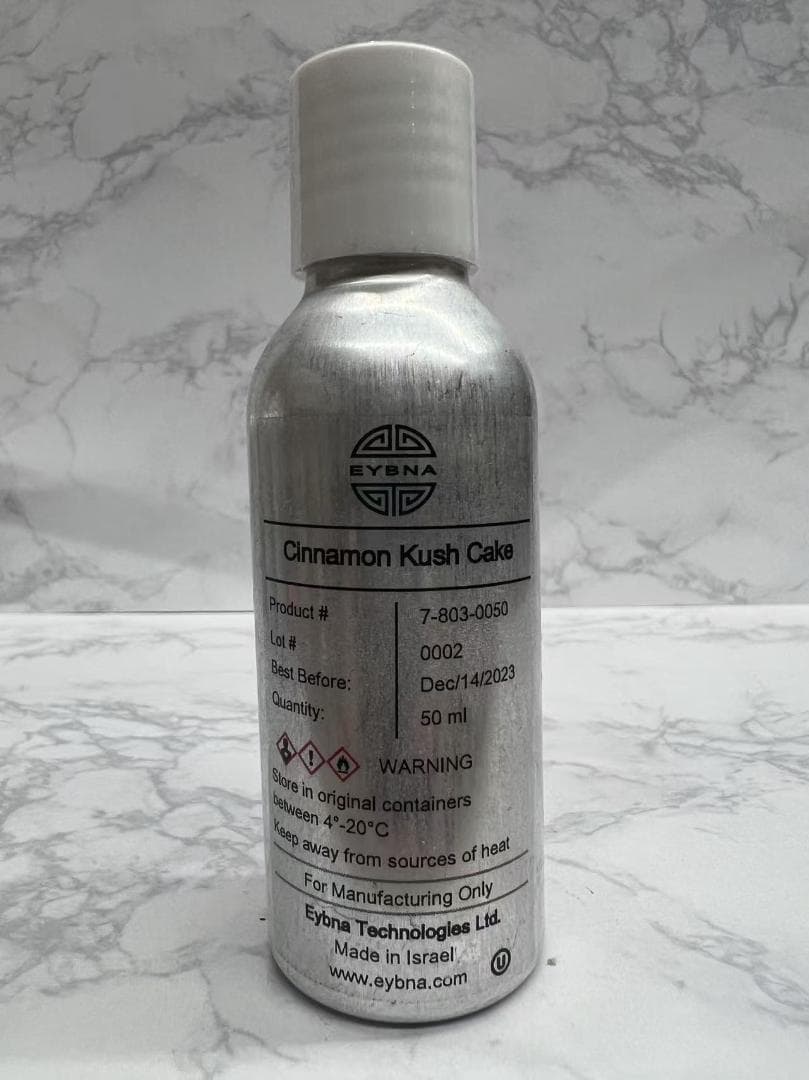 EYBNA
Cinnamon Kush Cake
Product # 7-803-0050
Lot # 0002
Best Before: Dec/14/2023
Quantity: 50 ml
WARNING
Store in original containers
between 4°-20°C
Keep away from sources of heat
For Manufacturing Only
Eybna Technologies Ltd.
Made in Israel
www.eybna.com
U